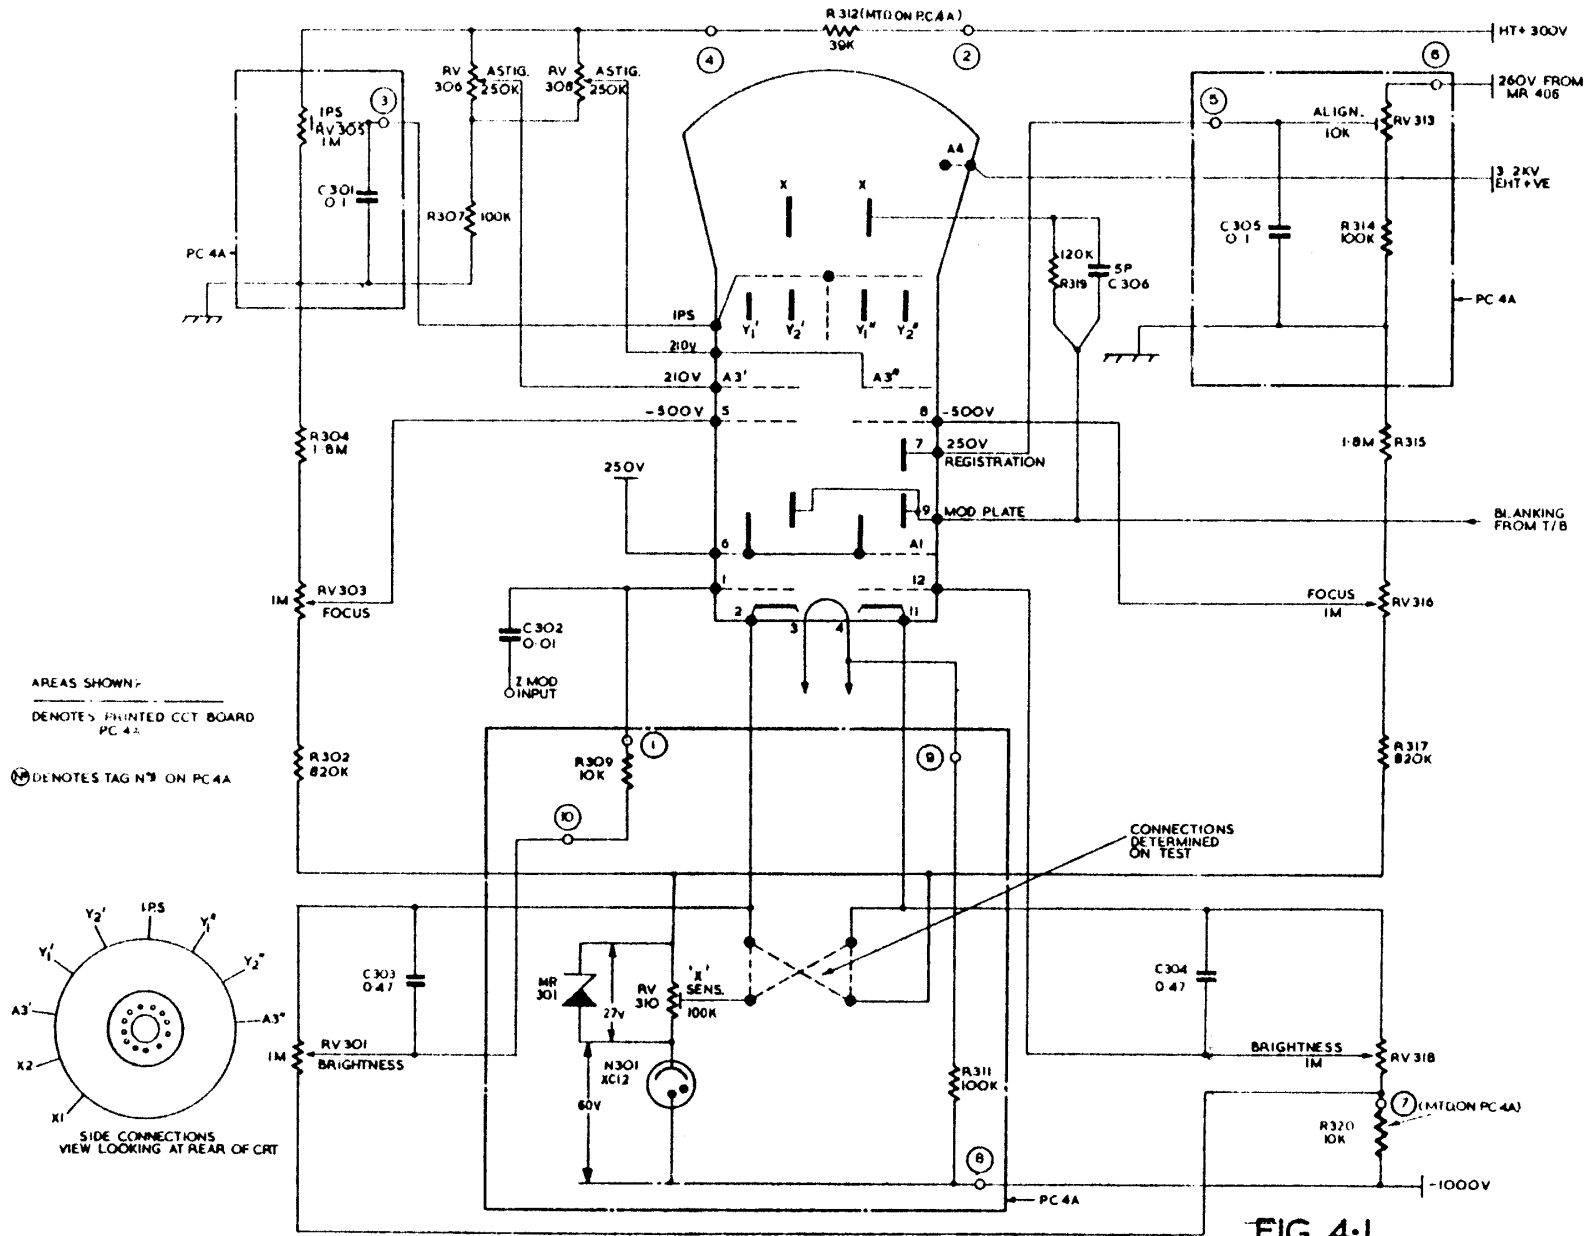 R312 (MTD ON P.C.4A)
39K
HT+ 300V
4
2
6
260V FROM
MR 406
RV
306
ASTIG.
250K
RV
308
ASTIG.
250K
3
IPS
RV305
1M
5
ALIGN.
10K
RV313
A4
3.2KV
EHT+VE
C301
0.1
R307
100K
X
X
C305
0.1
R314
100K
PC 4A
120K
R319
5P
C306
PC 4A
IPS
Y1'
Y2'
Y1"
Y2"
210V
210V
A3'
A3"
-500V
5
8
-500V
7
250V
REGISTRATION
R304
1.8M
1.8M
R315
250V
9
MOD PLATE
BLANKING
FROM T/B
6
A1
1
12
1M
RV303
FOCUS
FOCUS
1M
RV316
2
3
4
11
C302
0.01
Z MOD
INPUT
AREAS SHOWN:-
DENOTES PRINTED CCT BOARD
PC 4A
Nº DENOTES TAG Nº ON PC4A
R302
820K
R309
10K
1
9
R317
820K
10
CONNECTIONS
DETERMINED
ON TEST
Y1'
Y2'
I.P.S
Y1"
Y2"
A3'
A3"
X2
X1
SIDE CONNECTIONS
VIEW LOOKING AT REAR OF CRT
C303
0.47
MR
301
27V
RV
310
'X'
SENS.
100K
C304
0.47
1M
RV301
BRIGHTNESS
BRIGHTNESS
1M
RV318
N301
XC12
60V
R311
100K
7
(MTD.ON PC 4A)
R320
10K
8
-1000V
PC 4A
FIG. 4.1